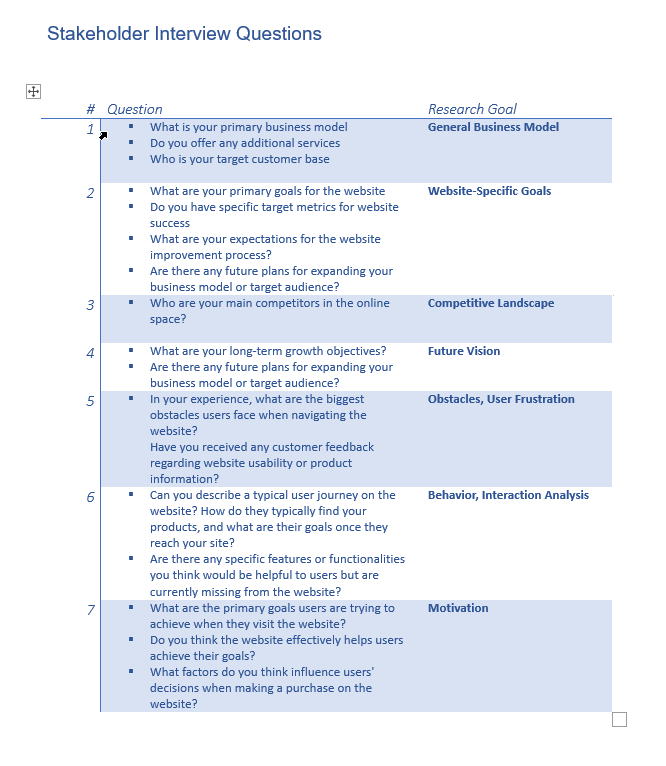 Stakeholder Interview Questions
# Question Research Goal
1 ▪ What is your primary business model General Business Model
▪ Do you offer any additional services
▪ Who is your target customer base
2 ▪ What are your primary goals for the website Website-Specific Goals
▪ Do you have specific target metrics for website
success
▪ What are your expectations for the website
improvement process?
▪ Are there any future plans for expanding your
business model or target audience?
3 ▪ Who are your main competitors in the online Competitive Landscape
space?
4 ▪ What are your long-term growth objectives? Future Vision
▪ Are there any future plans for expanding your
business model or target audience?
5 ▪ In your experience, what are the biggest Obstacles, User Frustration
obstacles users face when navigating the
website?
Have you received any customer feedback
regarding website usability or product
information?
6 ▪ Can you describe a typical user journey on the Behavior, Interaction Analysis
website? How do they typically find your
products, and what are their goals once they
reach your site?
▪ Are there any specific features or functionalities
you think would be helpful to users but are
currently missing from the website?
7 ▪ What are the primary goals users are trying to Motivation
achieve when they visit the website?
▪ Do you think the website effectively helps users
achieve their goals?
▪ What factors do you think influence users'
decisions when making a purchase on the
website?